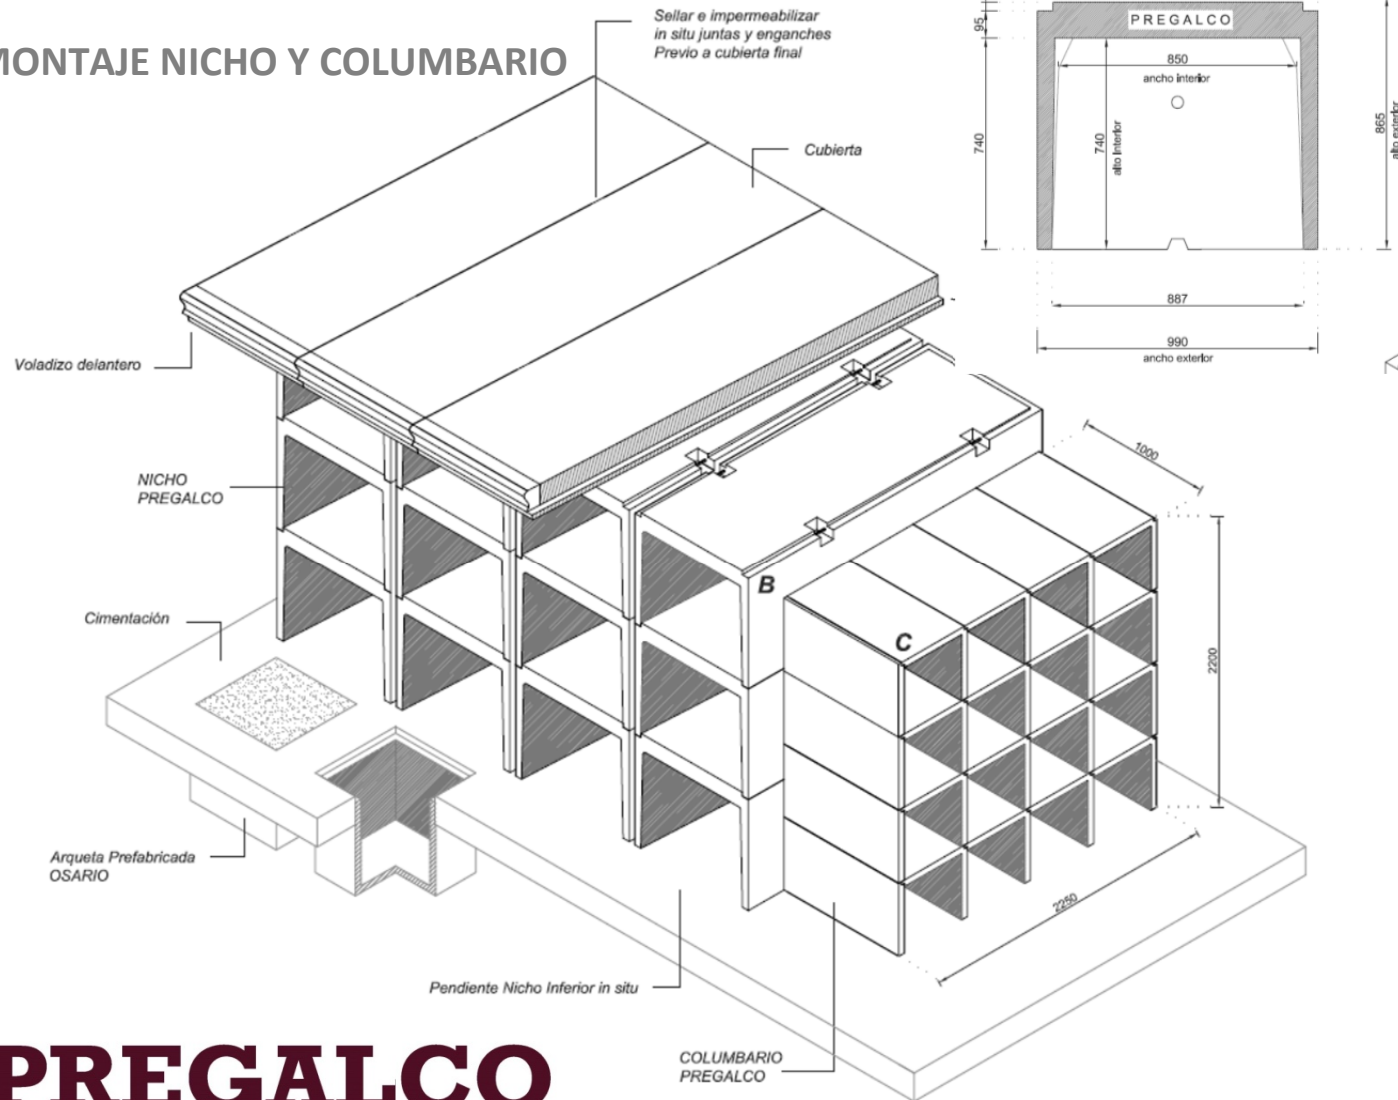 MONTAJE NICHO Y COLUMBARIO
Sellar e impermeabilizar
in situ juntas y enganches
Previo a cubierta final
Cubierta
Voladizo delantero
NICHO
PREGALCO
Cimentación
Arqueta Prefabricada
OSARIO
Pendiente Nicho Inferior in situ
COLUMBARIO
PREGALCO
B
C
1000
2200
2250
PREGALCO
95
740
850
ancho interior
740
alto interior
865
alto exterior
887
990
ancho exterior
PREGALCO